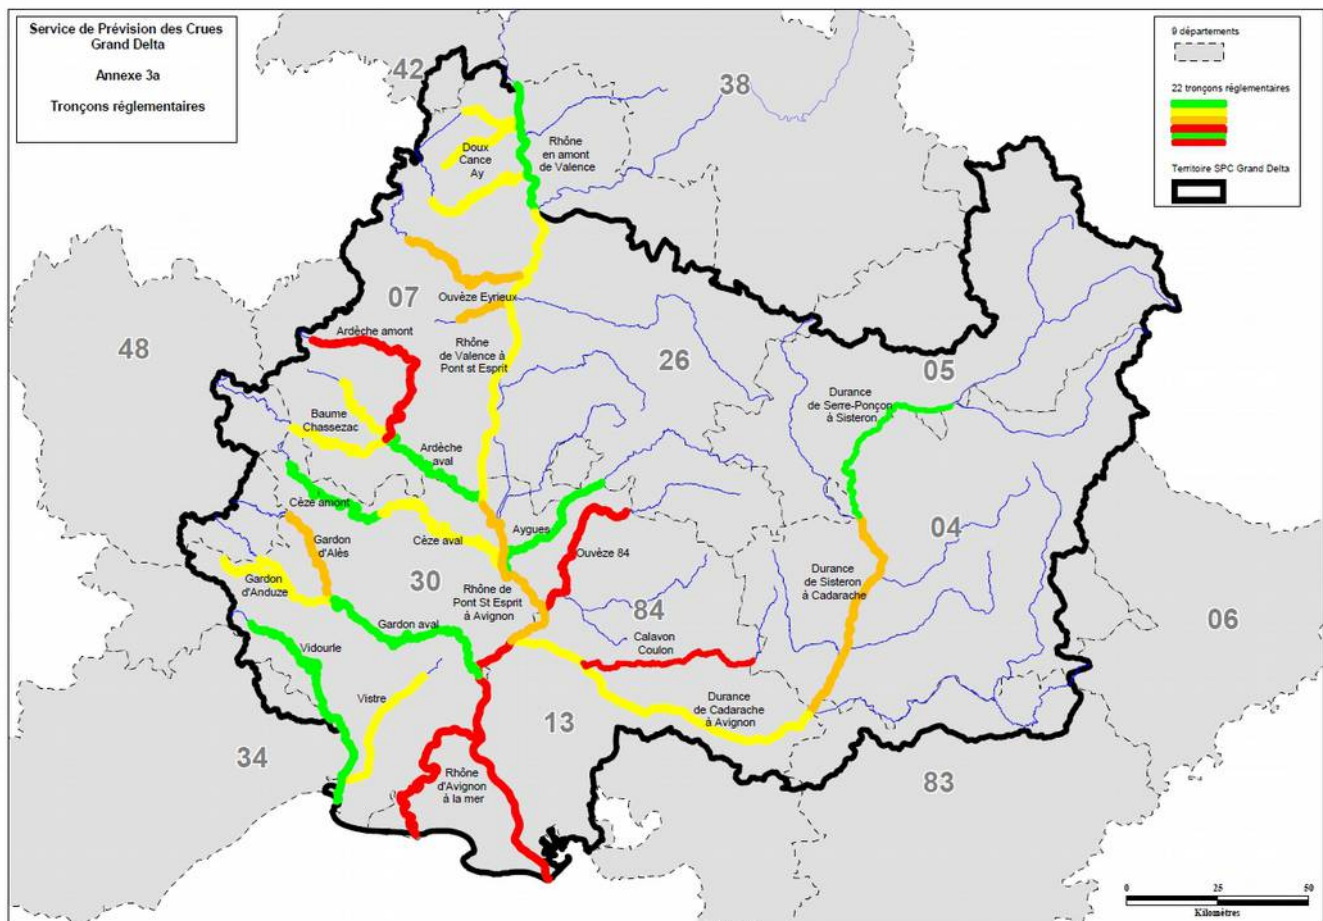 Service de Prévision des Crues
Grand Delta
Annexe 3a
Tronçons réglementaires
9 départements
22 tronçons réglementaires
Territoire SPC Grand Delta
42
38
Doux
Cance
Ay
Rhône
en amont
de Valence
07
Ouvèze Eyrieux
Ardèche amont
Rhône
de Valence à
Pont st Esprit
48
26
05
Durance
de Serre-Ponçon
à Sisteron
Baume
Chassezac
Ardèche
aval
Cèze amont
Cèze aval
Aygues
Ouvèze 84
04
Gardon
d'Alès
Gardon
d'Anduze
30
Rhône de
Pont St Esprit
à Avignon
84
Durance
de Sisteron
à Cadarache
06
Gardon aval
Vidourle
Calavon
Coulon
Vistre
Durance
de Cadarache
à Avignon
13
34
Rhône
d'Avignon
à la mer
83
0 25 50
Kilomètres